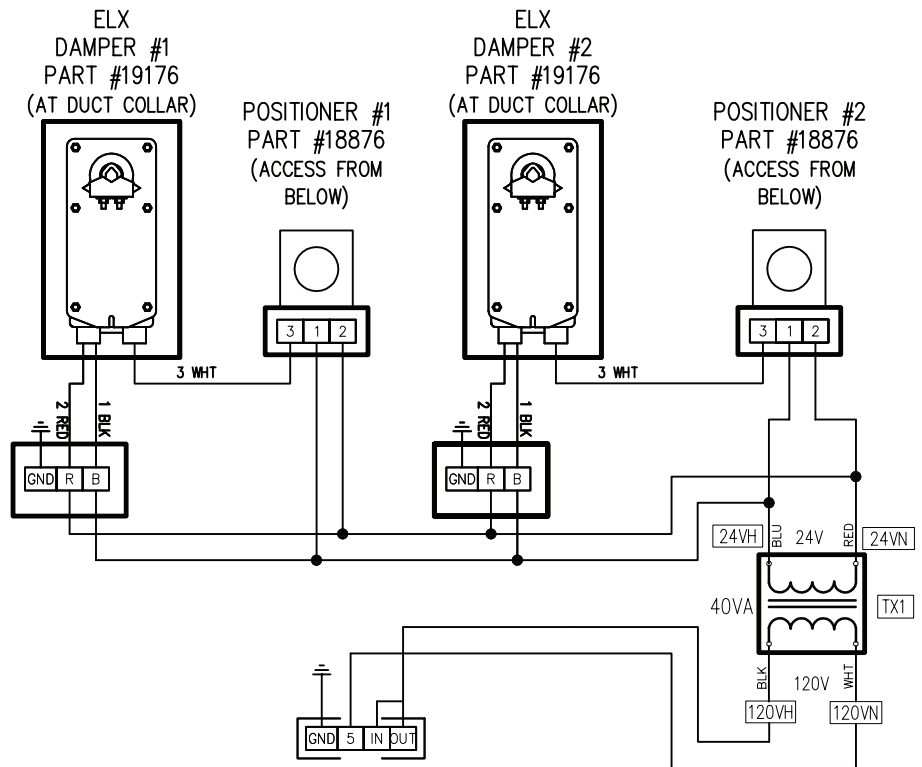 ELX
DAMPER #1
PART #19176
(AT DUCT COLLAR)
POSITIONER #1
PART #18876
(ACCESS FROM
BELOW)
ELX
DAMPER #2
PART #19176
(AT DUCT COLLAR)
POSITIONER #2
PART #18876
(ACCESS FROM
BELOW)
3 1 2
3 1 2
3 WHT
3 WHT
2 RED
1 BLK
2 RED
1 BLK
GND R B
GND R B
24VH
BLU
24V
RED
24VN
40VA
TX1
BLK
120V
WHT
120VH
120VN
GND 5 IN OUT